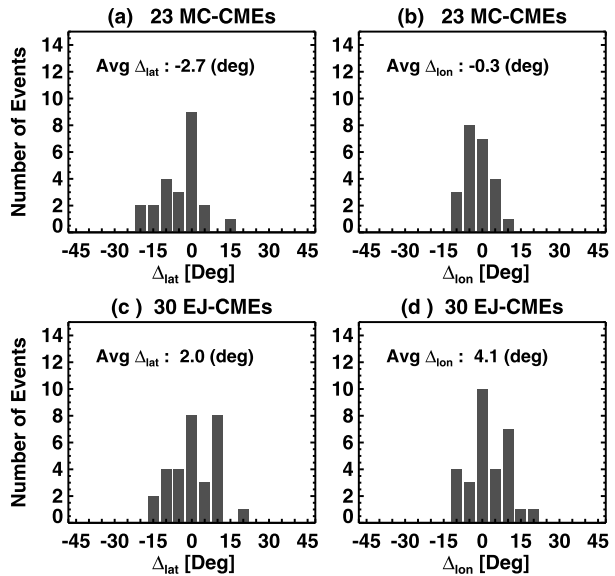 (a) 23 MC-CMEs
(b) 23 MC-CMEs
Number of Events
14
12
10
8
6
4
2
0
Avg Δlat : -2.7 (deg)
Avg Δlon : -0.3 (deg)
-45 -30 -15 0 15 30 45
-45 -30 -15 0 15 30 45
Δlat [Deg]
Δlon [Deg]
(c ) 30 EJ-CMEs
(d ) 30 EJ-CMEs
Number of Events
14
12
10
8
6
4
2
0
Avg Δlat : 2.0 (deg)
Avg Δlon : 4.1 (deg)
-45 -30 -15 0 15 30 45
-45 -30 -15 0 15 30 45
Δlat [Deg]
Δlon [Deg]